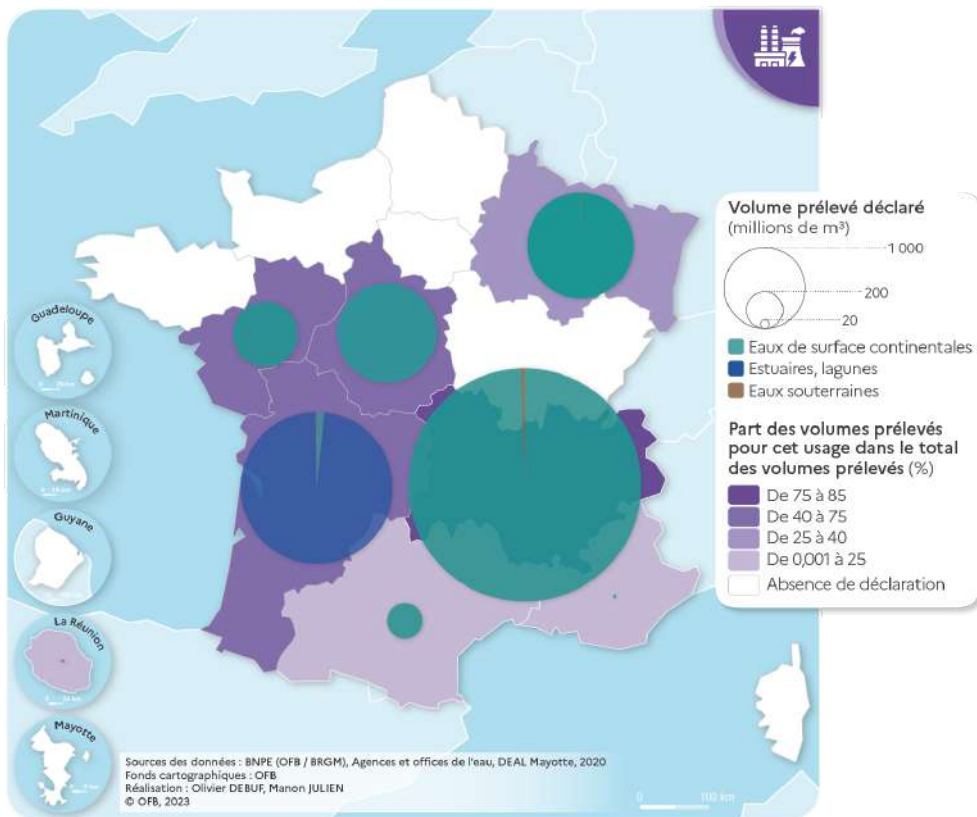 Volume prélevé déclaré
(millions de m³)
1 000
200
20
Eaux de surface continentales
Estuaires, lagunes
Eaux souterraines
Part des volumes prélevés
pour cet usage dans le total
des volumes prélevés (%)
De 75 à 85
De 40 à 75
De 25 à 40
De 0,001 à 25
Absence de déclaration
Guadeloupe
Martinique
Guyane
La Réunion
Mayotte
Sources des données : BNPE (OFB / BRGM), Agences et offices de l'eau, DEAL Mayotte, 2020
Fonds cartographiques : OFB
Réalisation : Olivier DEBUF, Manon JULIEN
© OFB, 2023
0 100 km